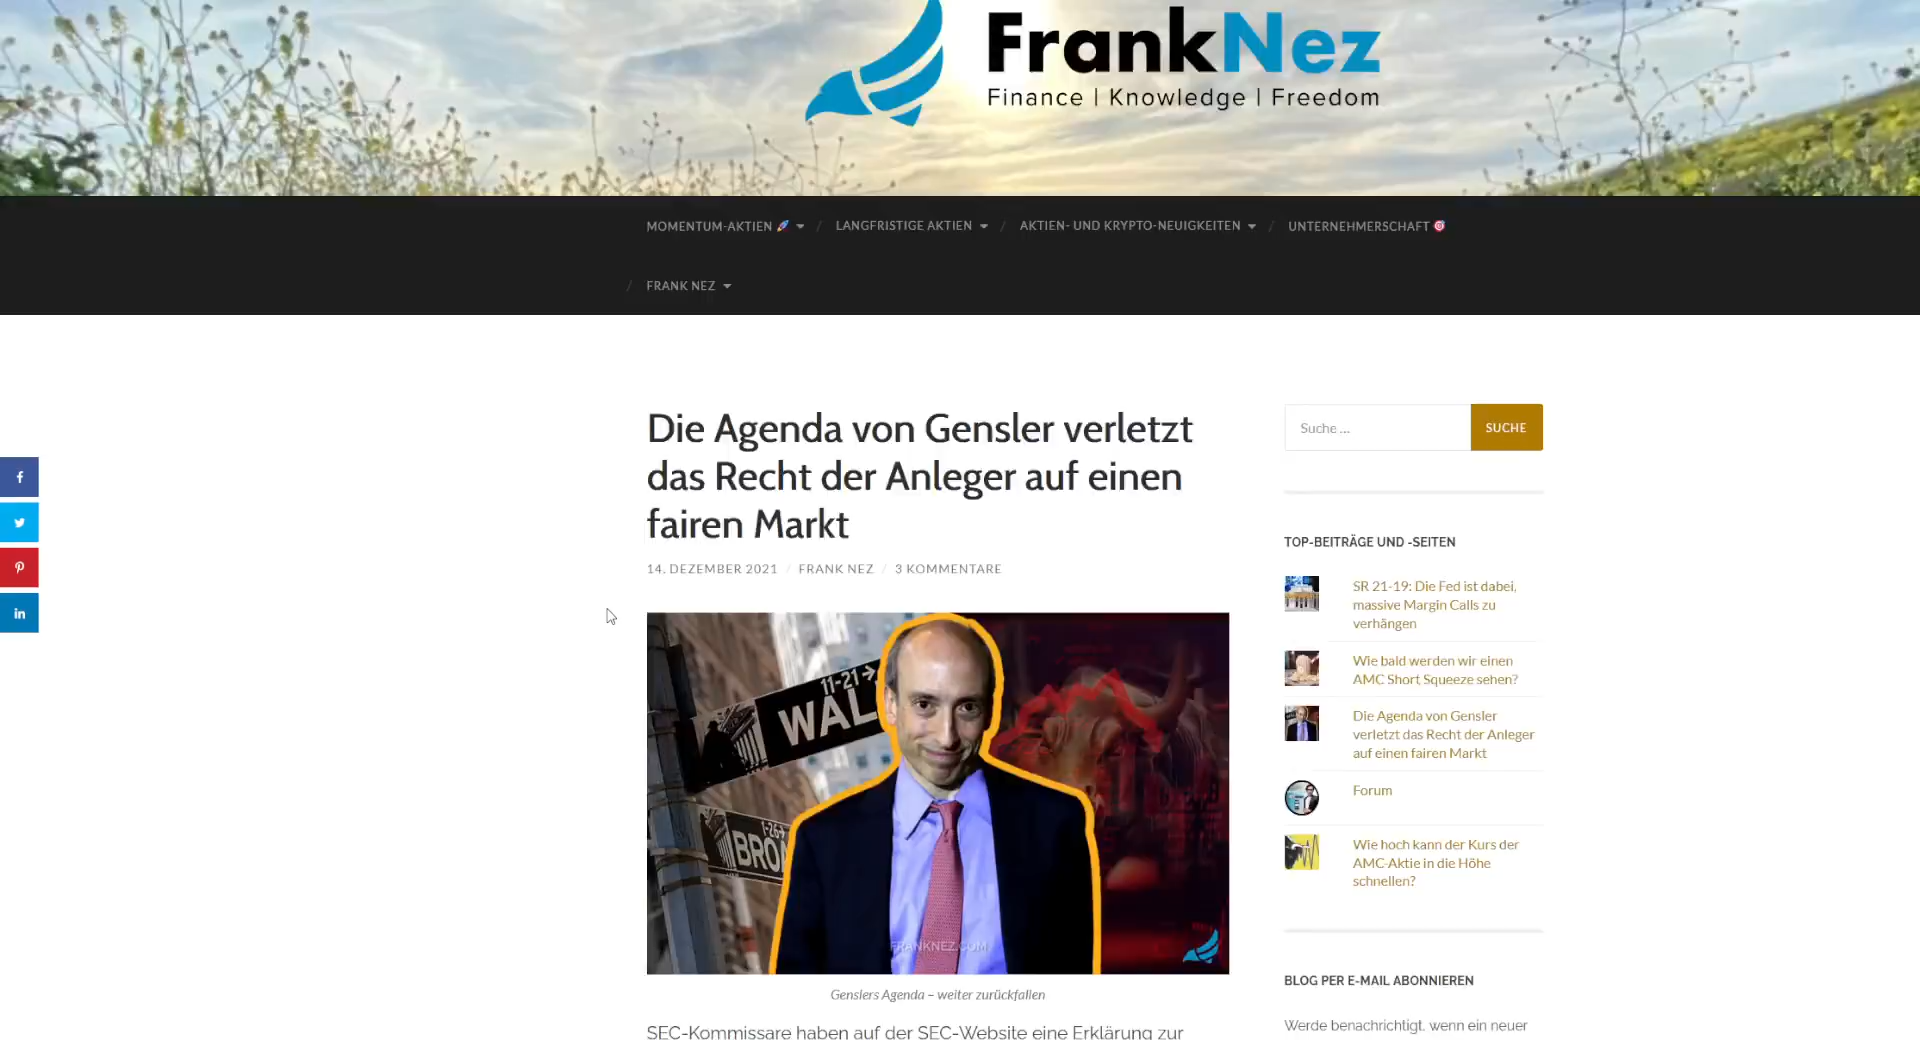 FrankNez
Finance | Knowledge | Freedom
MOMENTUM-AKTIEN 🚀 / LANGFRISTIGE AKTIEN / AKTIEN- UND KRYPTO-NEUIGKEITEN / UNTERNEHMERSCHAFT 🎯
/ FRANK NEZ
Die Agenda von Gensler verletzt
das Recht der Anleger auf einen
fairen Markt
14. DEZEMBER 2021 / FRANK NEZ / 3 KOMMENTARE
11-21
WAL
1-26
BRO
FRANKNEZ.COM
Genslers Agenda – weiter zurückfallen
SEC-Kommissare haben auf der SEC-Website eine Erklärung zur
Suche ...
SUCHE
TOP-BEITRÄGE UND -SEITEN
SR 21-19: Die Fed ist dabei,
massive Margin Calls zu
verhängen
Wie bald werden wir einen
AMC Short Squeeze sehen?
Die Agenda von Gensler
verletzt das Recht der Anleger
auf einen fairen Markt
Forum
Wie hoch kann der Kurs der
AMC-Aktie in die Höhe
schnellen?
BLOG PER E-MAIL ABONNIEREN
Werde benachrichtigt, wenn ein neuer